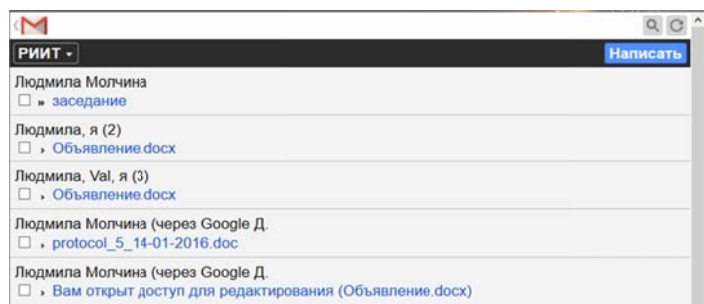 РИИТ
Написать
Людмила Молчина
» заседание
Людмила, я (2)
› Объявление.docx
Людмила, Val, я (3)
› Объявление.docx
Людмила Молчина (через Google Д.
› protocol_5_14-01-2016.doc
Людмила Молчина (через Google Д.
› Вам открыт доступ для редактирования (Объявление.docx)